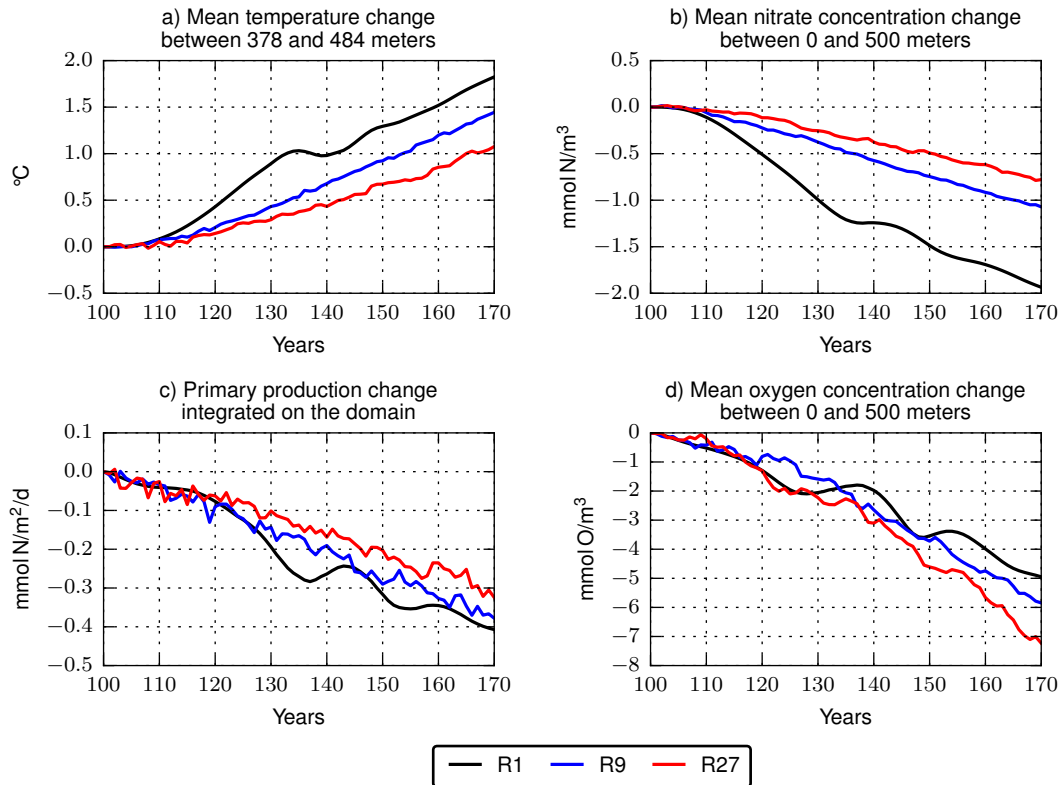 a) Mean temperature change
between 378 and 484 meters
2.0
1.5
1.0
0.5
0.0
−0.5
°C
100 110 120 130 140 150 160 170
Years
b) Mean nitrate concentration change
between 0 and 500 meters
0.5
0.0
−0.5
−1.0
−1.5
−2.0
mmol N/m³
100 110 120 130 140 150 160 170
Years
c) Primary production change
integrated on the domain
0.1
0.0
−0.1
−0.2
−0.3
−0.4
−0.5
mmol N/m²/d
100 110 120 130 140 150 160 170
Years
d) Mean oxygen concentration change
between 0 and 500 meters
0
−1
−2
−3
−4
−5
−6
−7
−8
mmol O/m³
100 110 120 130 140 150 160 170
Years
R1 R9 R27